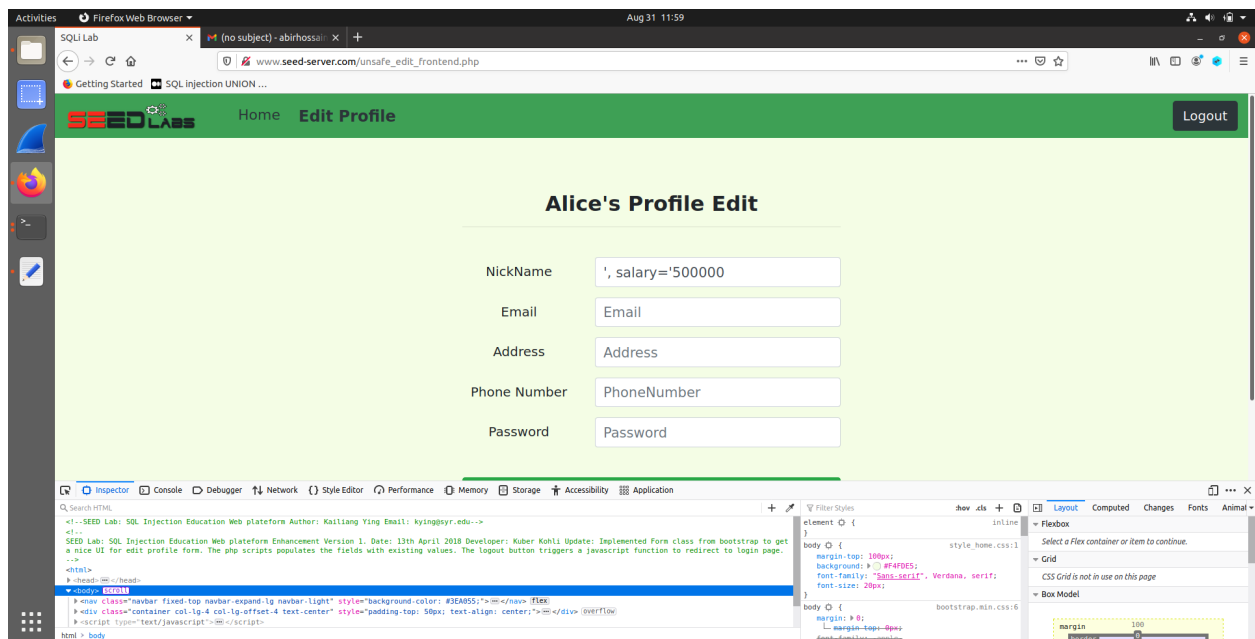 Activities Firefox Web Browser Aug 31 11:59
SQLi Lab (no subject) - abirhossain
www.seed-server.com/unsafe_edit_frontend.php
Getting Started SQL injection UNION ...
SEEDLABS Home Edit Profile Logout
Alice's Profile Edit
NickName ', salary='500000
Email Email
Address Address
Phone Number PhoneNumber
Password Password
Inspector Console Debugger Network Style Editor Performance Memory Storage Accessibility Application
Search HTML
<!--SEED Lab: SQL Injection Education Web plateform Author: Kailiang Ying Email: kying@syr.edu-->
<!--
SEED Lab: SQL Injection Education Web plateform Enhancement Version 1. Date: 13th April 2018 Developer: Kuber Kohli Update: Implemented Form class from bootstrap to get
a nice UI for edit profile form. The php scripts populates the fields with existing values. The logout button triggers a javascript function to redirect to login page.
-->
<html>
<head></head>
<body> scroll
<nav class="navbar fixed-top navbar-expand-lg navbar-light" style="background-color: #3EA055;"></nav> flex
<div class="container col-lg-4 col-lg-offset-4 text-center" style="padding-top: 50px; text-align: center;"></div> overflow
<script type="text/javascript"></script>
html > body
Filter Styles :hov .cls
element { inline
}
body { style_home.css:1
margin-top: 100px;
background: #F4FDE5;
font-family: "Sans-serif", Verdana, serif;
font-size: 20px;
}
body { bootstrap.min.css:6
margin: 0;
margin-top: 0px;
Layout Computed Changes Fonts Animat
Flexbox
Select a Flex container or item to continue.
Grid
CSS Grid is not in use on this page
Box Model
margin 100
0